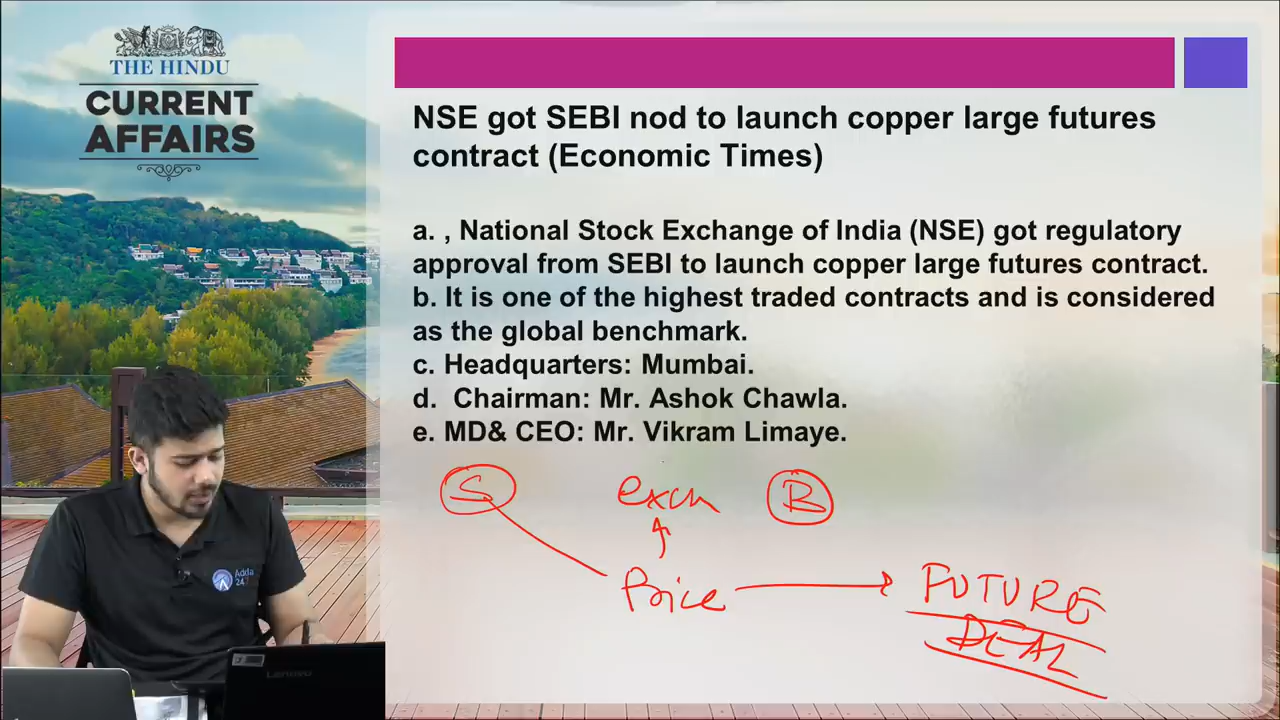 THE HINDU
CURRENT
AFFAIRS
NSE got SEBI nod to launch copper large futures
contract (Economic Times)
a. , National Stock Exchange of India (NSE) got regulatory
approval from SEBI to launch copper large futures contract.
b. It is one of the highest traded contracts and is considered
as the global benchmark.
c. Headquarters: Mumbai.
d.  Chairman: Mr. Ashok Chawla.
e. MD& CEO: Mr. Vikram Limaye.
S exch B
Price FUTURE
DEAL
Adda
247
Lenovo